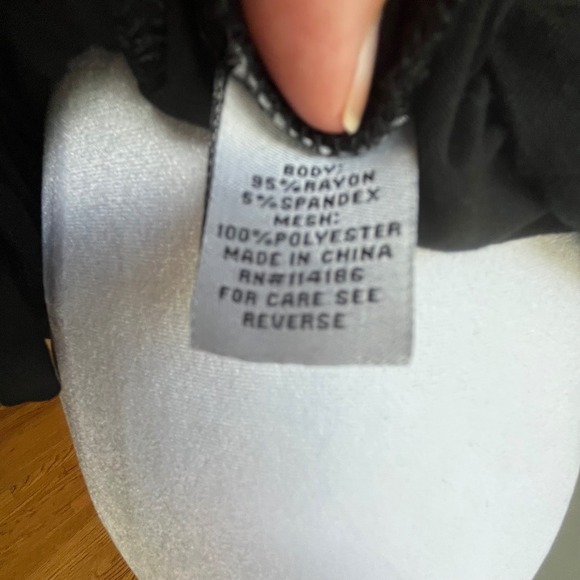 BODY:
95%RAYON
5%SPANDEX
MESH:
100%POLYESTER
MADE IN CHINA
RN#114186
FOR CARE SEE
REVERSE